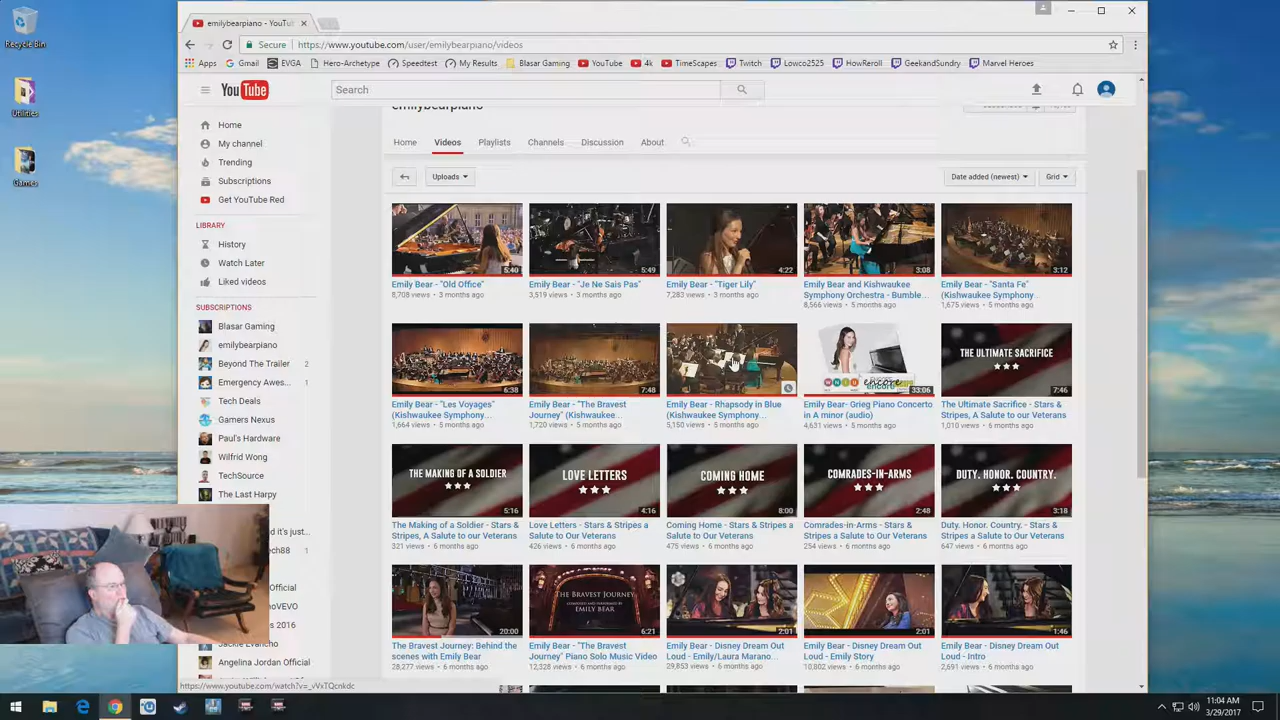 Recycle Bin
Utilities
Games
emilybearpiano - YouTu
Secure
https://www.youtube.com/user/emilybearpiano/videos
Apps
Gmail
EVGA
Hero-Archetype
Speedtest
My Results
Blasar Gaming
YouTube
4k
TimeScapes
Twitch
Lowco2525
HowReroll
GeekandSundry
Marvel Heroes
YouTube
Search
emilybearpiano
Home
Videos
Playlists
Channels
Discussion
About
Uploads
Date added (newest)
Grid
Home
My channel
Trending
Subscriptions
Get YouTube Red
LIBRARY
History
Watch Later
Liked videos
SUBSCRIPTIONS
Blasar Gaming
emilybearpiano
Beyond The Trailer 2
Emergency Awes... 1
Tech Deals
Gamers Nexus
Paul's Hardware
Wilfrid Wong
TechSource
The Last Harpy
Angelina Jordan Official
5:40
5:49
4:22
3:08
3:12
Emily Bear - "Old Office"
8,708 views • 3 months ago
Emily Bear - "Je Ne Sais Pas"
3,519 views • 3 months ago
Emily Bear - "Tiger Lily"
7,283 views • 3 months ago
Emily Bear and Kishwaukee
Symphony Orchestra - Bumble...
8,566 views • 5 months ago
Emily Bear - "Santa Fe"
(Kishwaukee Symphony...
1,675 views • 5 months ago
6:38
7:48
33:06
THE ULTIMATE SACRIFICE
7:46
Emily Bear - "Les Voyages"
(Kishwaukee Symphony...
1,664 views • 5 months ago
Emily Bear - "The Bravest
Journey" (Kishwaukee...
1,720 views • 5 months ago
Emily Bear - Rhapsody in Blue
(Kishwaukee Symphony...
5,150 views • 5 months ago
Emily Bear- Grieg Piano Concerto
in A minor (audio)
4,631 views • 5 months ago
The Ultimate Sacrifice - Stars &
Stripes, A Salute to our Veterans
1,010 views • 6 months ago
THE MAKING OF A SOLDIER
5:16
LOVE LETTERS
4:16
COMING HOME
8:00
COMRADES-IN-ARMS
2:48
DUTY. HONOR. COUNTRY.
3:18
The Making of a Soldier - Stars &
Stripes, A Salute to our Veterans
321 views • 6 months ago
Love Letters - Stars & Stripes a
Salute to Our Veterans
426 views • 6 months ago
Coming Home - Stars & Stripes a
Salute to Our Veterans
475 views • 6 months ago
Comrades-in-Arms - Stars &
Stripes a Salute to Our Veterans
254 views • 6 months ago
Duty. Honor. Country. - Stars &
Stripes a Salute to Our Veterans
647 views • 6 months ago
20:00
THE BRAVEST JOURNEY
COMPOSED AND PERFORMED BY
EMILY BEAR
6:21
2:01
2:01
1:46
The Bravest Journey: Behind the
scenes with Emily Bear
28,277 views • 6 months ago
Emily Bear - "The Bravest
Journey" Piano Solo Music Video
12,328 views • 6 months ago
Emily Bear - Disney Dream Out
Loud - Emily/Laura Marano...
29,853 views • 6 months ago
Emily Bear - Disney Dream Out
Loud - Emily Story
10,802 views • 6 months ago
Emily Bear - Disney Dream Out
Loud - Intro
2,691 views • 6 months ago
https://www.youtube.com/watch?v=_vVxTQcnkdc
11:04 AM
3/29/2017